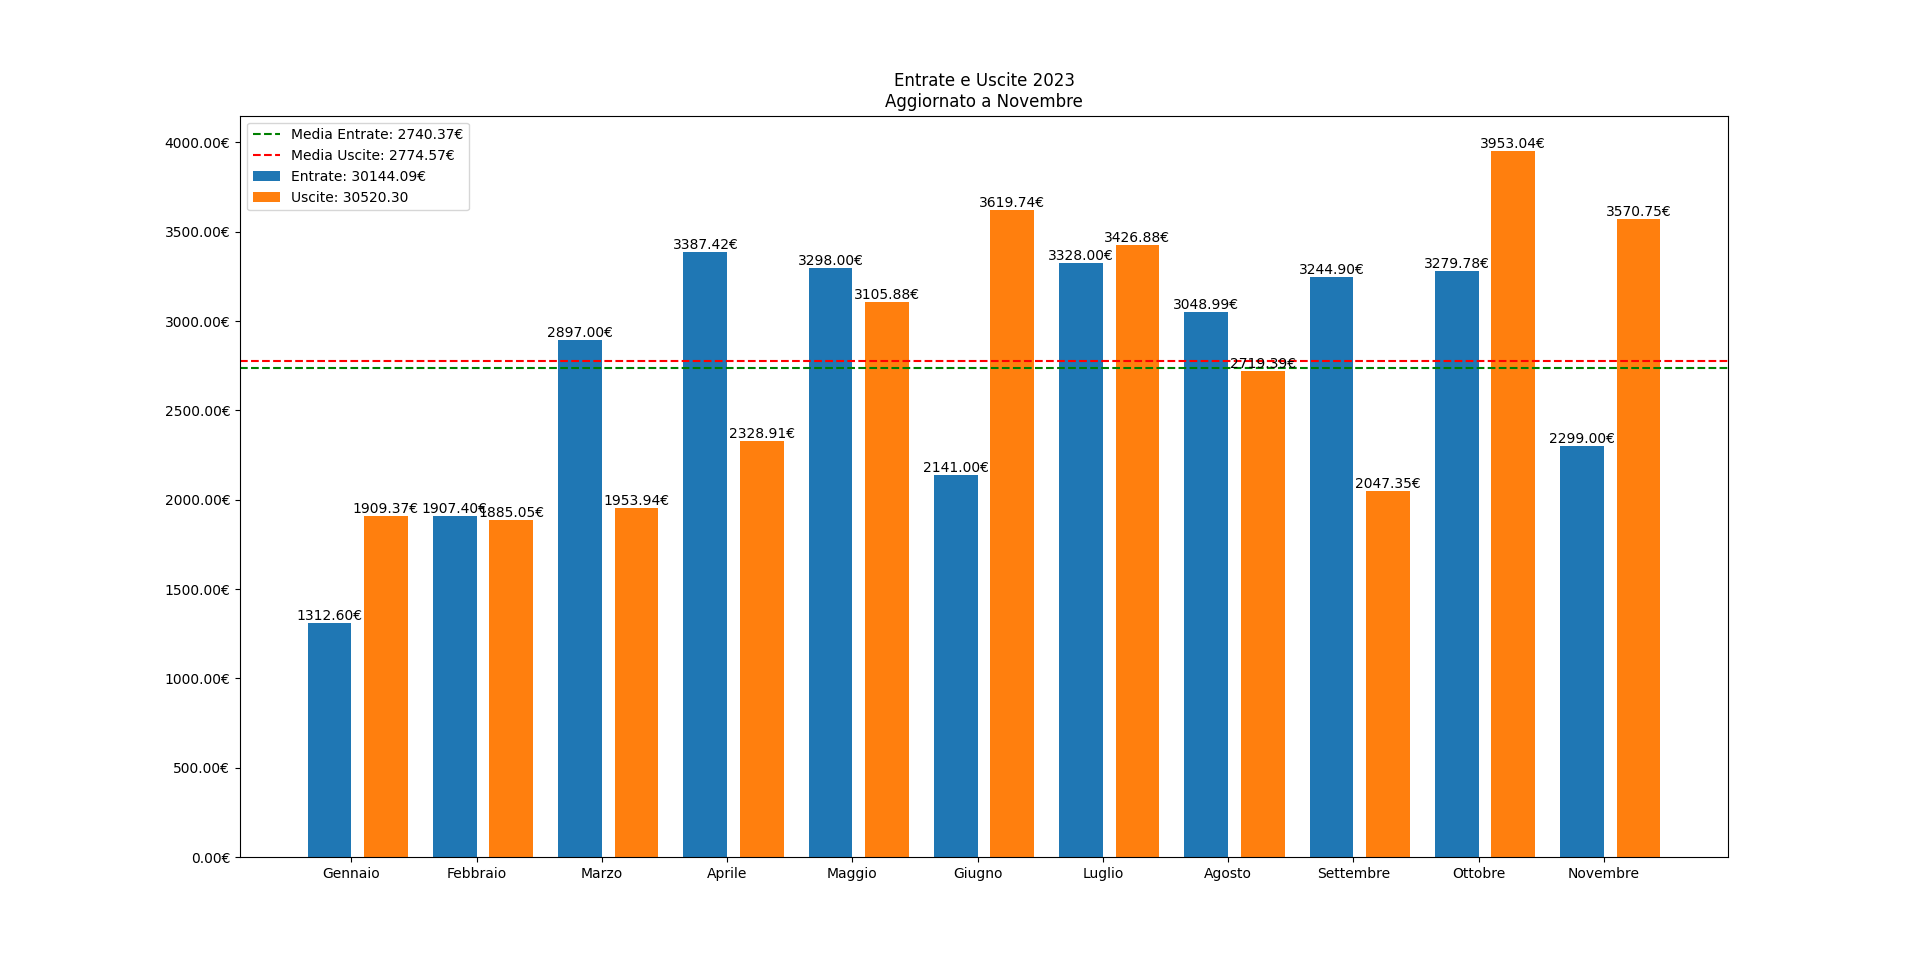 Entrate e Uscite 2023
Aggiornato a Novembre
Media Entrate: 2740.37€
Media Uscite: 2774.57€
Entrate: 30144.09€
Uscite: 30520.30
4000.00€
3500.00€
3000.00€
2500.00€
2000.00€
1500.00€
1000.00€
500.00€
0.00€
1312.60€
1909.37€
1907.40€
1885.05€
2897.00€
1953.94€
3387.42€
2328.91€
3298.00€
3105.88€
2141.00€
3619.74€
3328.00€
3426.88€
3048.99€
2719.39€
3244.90€
2047.35€
3279.78€
3953.04€
2299.00€
3570.75€
Gennaio
Febbraio
Marzo
Aprile
Maggio
Giugno
Luglio
Agosto
Settembre
Ottobre
Novembre